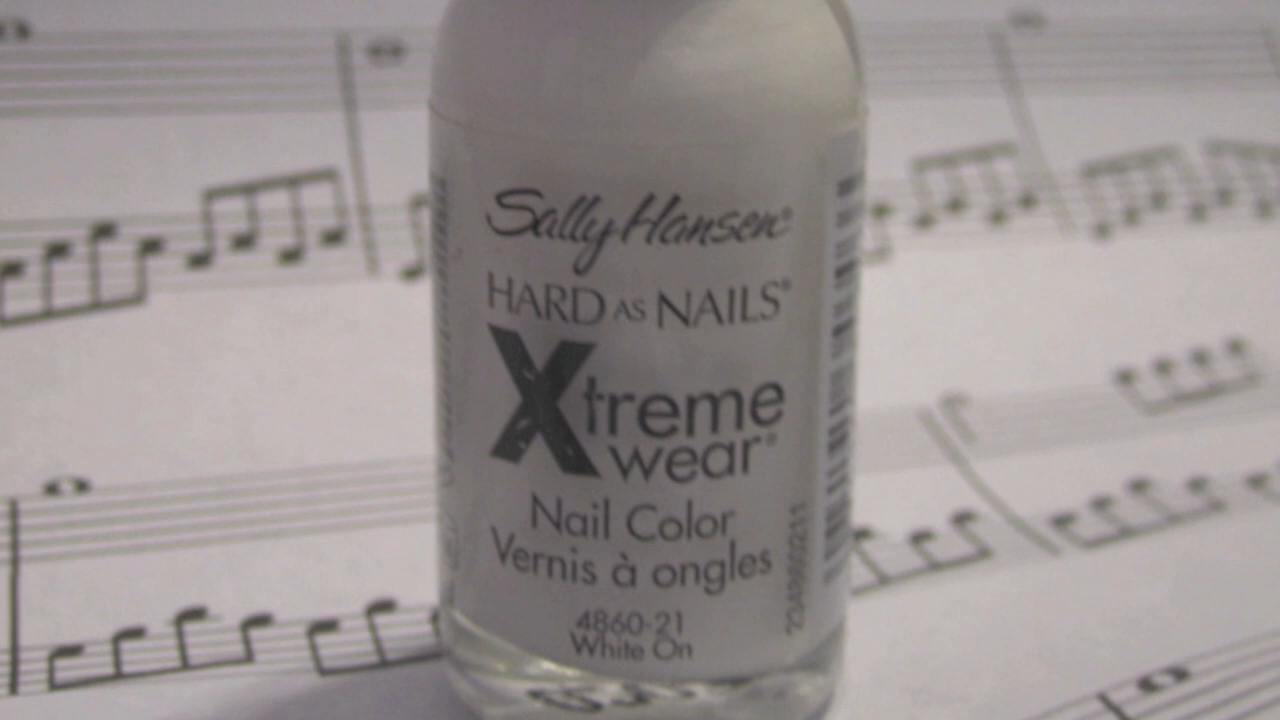 Sally Hansen®
HARD AS NAILS®
Xtreme
wear®
Nail Color
Vernis à ongles
4860-21
White On